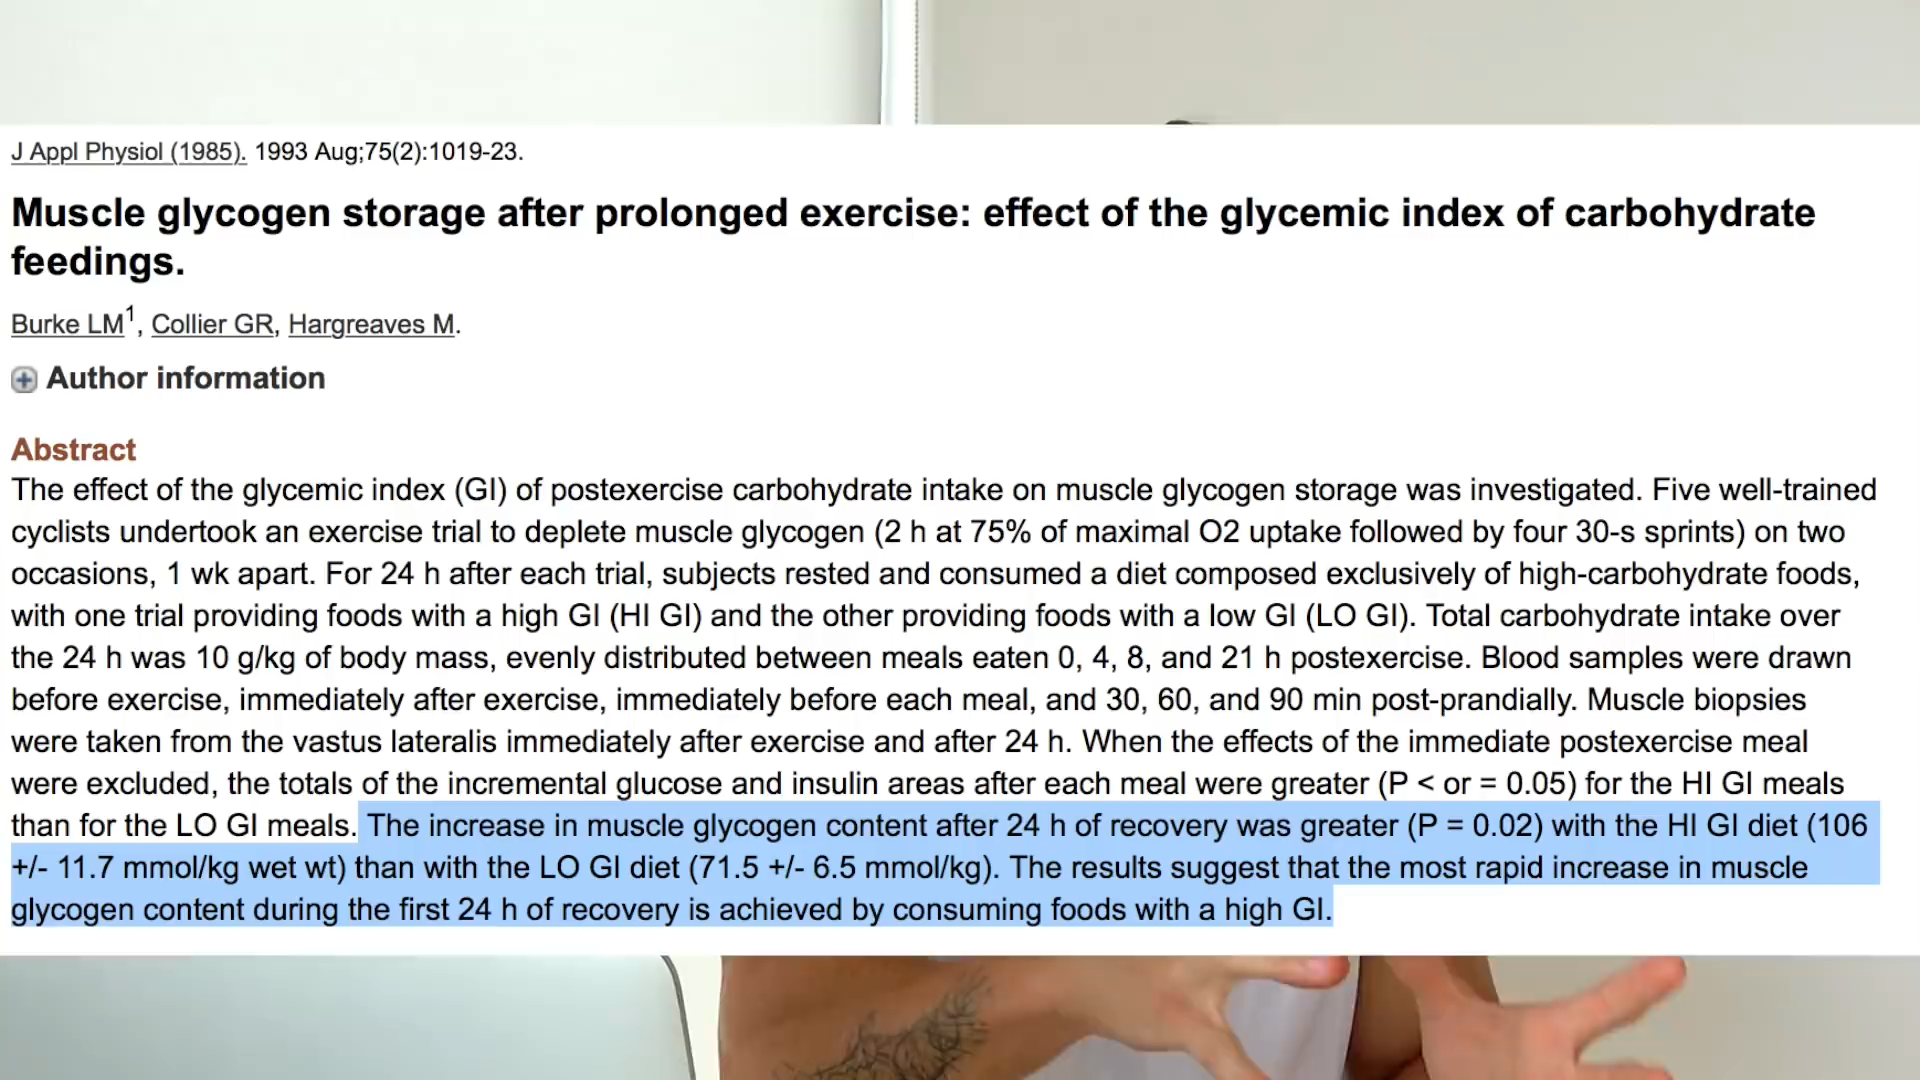 J Appl Physiol (1985). 1993 Aug;75(2):1019-23.
Muscle glycogen storage after prolonged exercise: effect of the glycemic index of carbohydrate
feedings.
Burke LM1, Collier GR, Hargreaves M.
Author information
Abstract
The effect of the glycemic index (GI) of postexercise carbohydrate intake on muscle glycogen storage was investigated. Five well-trained
cyclists undertook an exercise trial to deplete muscle glycogen (2 h at 75% of maximal O2 uptake followed by four 30-s sprints) on two
occasions, 1 wk apart. For 24 h after each trial, subjects rested and consumed a diet composed exclusively of high-carbohydrate foods,
with one trial providing foods with a high GI (HI GI) and the other providing foods with a low GI (LO GI). Total carbohydrate intake over
the 24 h was 10 g/kg of body mass, evenly distributed between meals eaten 0, 4, 8, and 21 h postexercise. Blood samples were drawn
before exercise, immediately after exercise, immediately before each meal, and 30, 60, and 90 min post-prandially. Muscle biopsies
were taken from the vastus lateralis immediately after exercise and after 24 h. When the effects of the immediate postexercise meal
were excluded, the totals of the incremental glucose and insulin areas after each meal were greater (P < or = 0.05) for the HI GI meals
than for the LO GI meals. The increase in muscle glycogen content after 24 h of recovery was greater (P = 0.02) with the HI GI diet (106
+/- 11.7 mmol/kg wet wt) than with the LO GI diet (71.5 +/- 6.5 mmol/kg). The results suggest that the most rapid increase in muscle
glycogen content during the first 24 h of recovery is achieved by consuming foods with a high GI.